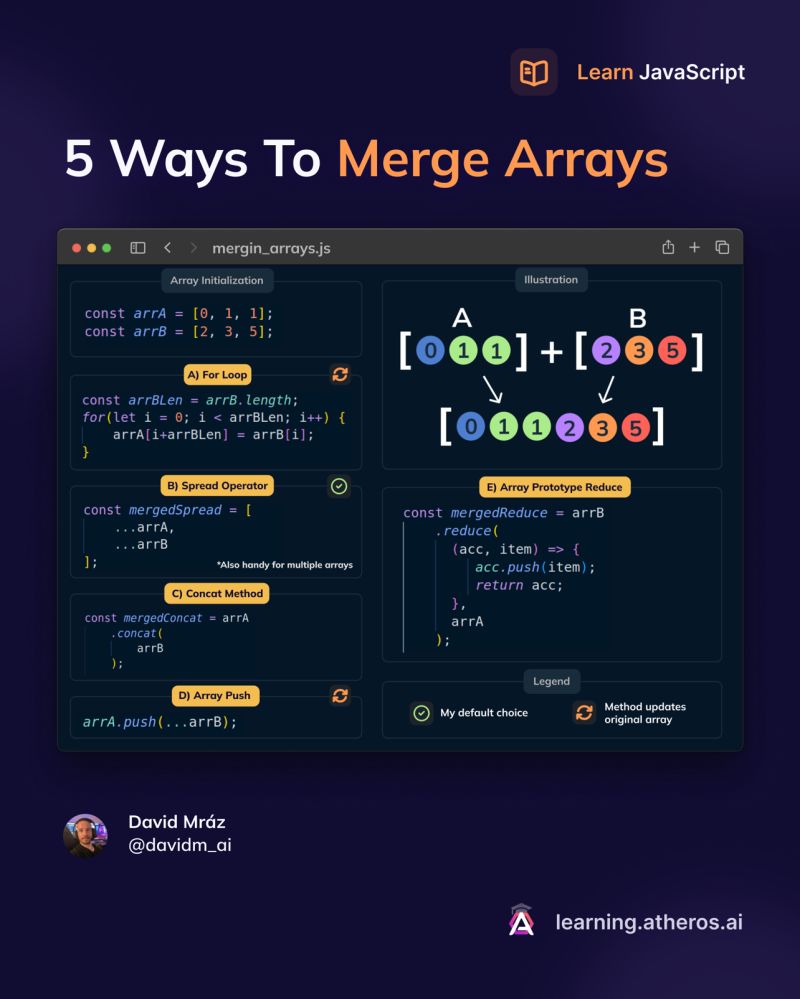 Learn JavaScript
5 Ways To Merge Arrays
mergin_arrays.js
Array Initialization
const arrA = [0, 1, 1];
const arrB = [2, 3, 5];
A) For Loop
const arrBLen = arrB.length;
for(let i = 0; i < arrBLen; i++) {
arrA[i+arrBLen] = arrB[i];
}
B) Spread Operator
const mergedSpread = [
...arrA,
...arrB
];
*Also handy for multiple arrays
C) Concat Method
const mergedConcat = arrA
.concat(
arrB
);
D) Array Push
arrA.push(...arrB);
Illustration
A B
[0 1 1] + [2 3 5]
[0 1 1 2 3 5]
E) Array Prototype Reduce
const mergedReduce = arrB
.reduce(
(acc, item) => {
acc.push(item);
return acc;
},
arrA
);
Legend
My default choice
Method updates
original array
David Mráz
@davidm_ai
learning.atheros.ai